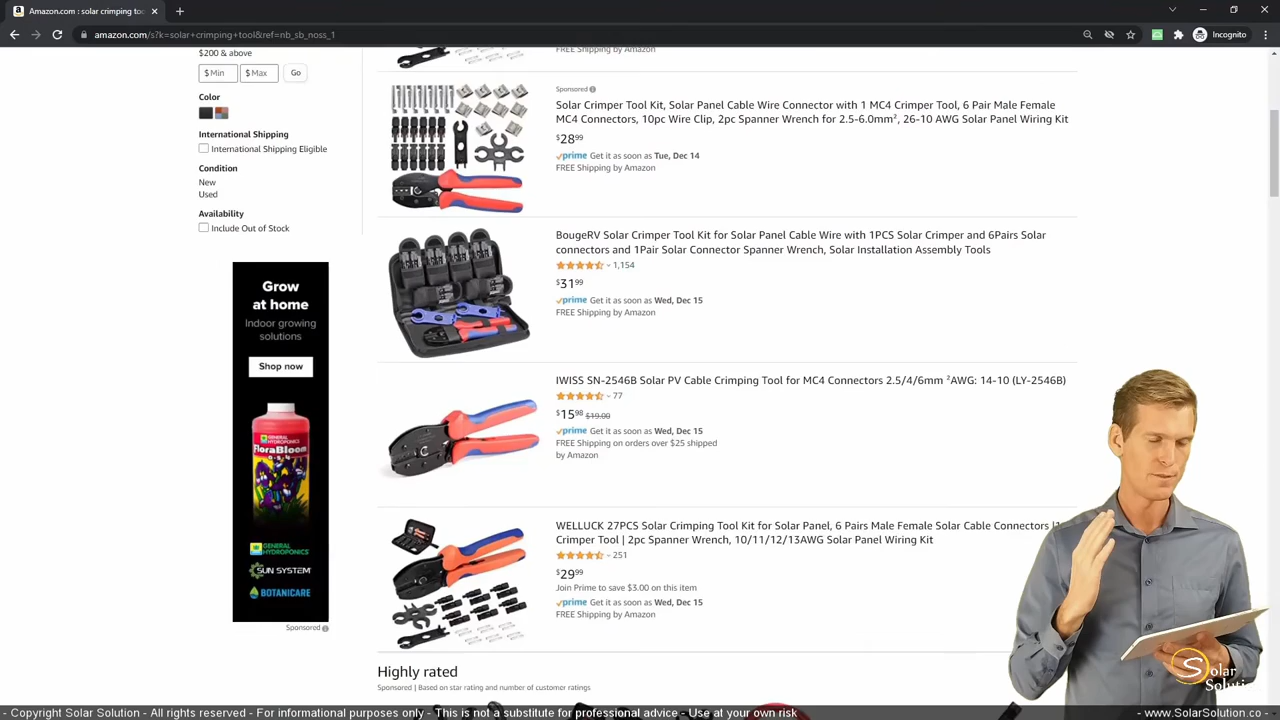 Amazon.com : solar crimping too
Incognito
amazon.com/s?k=solar+crimping+tool&ref=nb_sb_noss_1
$200 & above
$ Min
$ Max
Go
Color
International Shipping
International Shipping Eligible
Condition
New
Used
Availability
Include Out of Stock
Grow
at home
Indoor growing
solutions
Shop now
GENERAL HYDROPONICS
FloraBloom
GENERAL HYDROPONICS
SUN SYSTEM
BOTANICARE
Sponsored
FREE Shipping by Amazon
Sponsored
Solar Crimper Tool Kit, Solar Panel Cable Wire Connector with 1 MC4 Crimper Tool, 6 Pair Male Female
MC4 Connectors, 10pc Wire Clip, 2pc Spanner Wrench for 2.5-6.0mm², 26-10 AWG Solar Panel Wiring Kit
$28 99
prime Get it as soon as Tue, Dec 14
FREE Shipping by Amazon
BougeRV Solar Crimper Tool Kit for Solar Panel Cable Wire with 1PCS Solar Crimper and 6Pairs Solar
connectors and 1Pair Solar Connector Spanner Wrench, Solar Installation Assembly Tools
1,154
$31 99
prime Get it as soon as Wed, Dec 15
FREE Shipping by Amazon
IWISS SN-2546B Solar PV Cable Crimping Tool for MC4 Connectors 2.5/4/6mm ²AWG: 14-10 (LY-2546B)
77
$15 98 $19.00
prime Get it as soon as Wed, Dec 15
FREE Shipping on orders over $25 shipped
by Amazon
WELLUCK 27PCS Solar Crimping Tool Kit for Solar Panel, 6 Pairs Male Female Solar Cable Connectors |1
Crimper Tool | 2pc Spanner Wrench, 10/11/12/13AWG Solar Panel Wiring Kit
251
$29 99
Join Prime to save $3.00 on this item
prime Get it as soon as Wed, Dec 15
FREE Shipping by Amazon
Highly rated
Sponsored | Based on star rating and number of customer ratings
Solar
Solution
- Copyright Solar Solution - All rights reserved - For informational purposes only - This is not a substitute for professional advice - Use at your own risk
- www.SolarSolution.co -